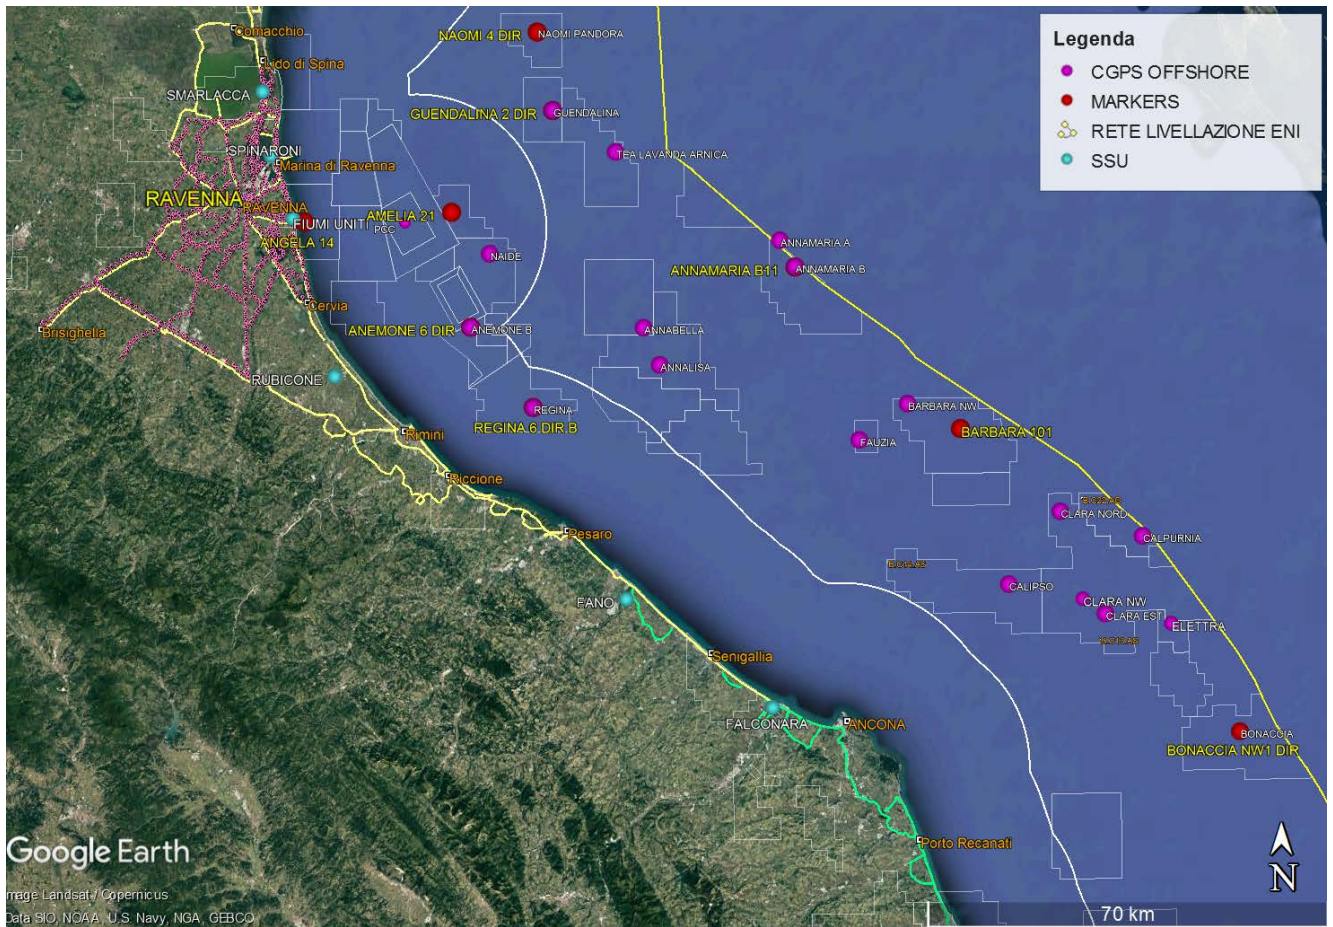 Comacchio
NAOMI 4 DIR
NAOMI PANDORA
Legenda
CGPS OFFSHORE
MARKERS
RETE LIVELLAZIONE ENI
SSU
Lido di Spina
SMARLACCA
GUENDALINA 2 DIR
GUENDALINA
SPINARONI
Marina di Ravenna
TEA LAVANDA ARNICA
RAVENNA
RAVENNA
FIUMI UNITI
AMELIA 21
PCC
ANGELA 14
NAIDE
ANNAMARIA A
ANNAMARIA B11
ANNAMARIA B
Cervia
Brisighella
ANEMONE 6 DIR
ANEMONE B
ANNABELLA
ANNALISA
RUBICONE
REGINA
REGINA 6 DIR B
BARBARA NW
BARBARA 101
FAUZIA
Rimini
Riccione
CLARA NORD
Pesaro
CALPURNIA
CALIPSO
FANO
CLARA NW
CLARA EST
ELETTRA
Senigallia
FALCONARA
ANCONA
BONACCIA
BONACCIA NW1 DIR
Porto Recanati
Google Earth
N
mage Landsat / Copernicus
Data SIO, NOAA, U.S. Navy, NGA, GEBCO
70 km